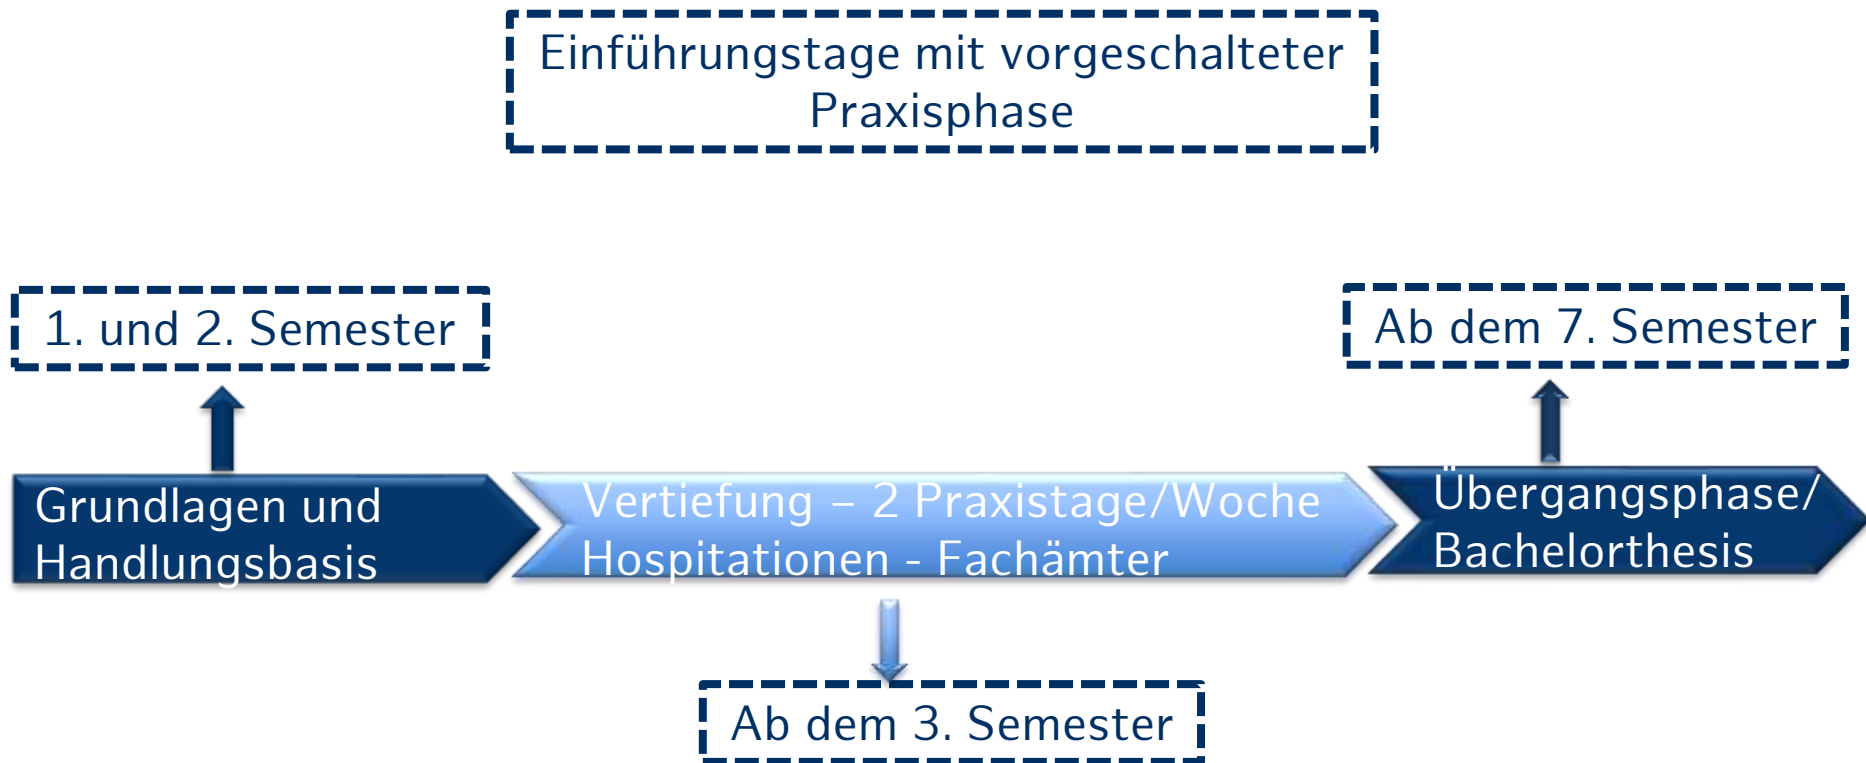 Einführungstage mit vorgeschalteter
Praxisphase
1. und 2. Semester
Ab dem 7. Semester
Grundlagen und
Handlungsbasis
Vertiefung – 2 Praxistage/Woche
Hospitationen - Fachämter
Übergangsphase/
Bachelorthesis
Ab dem 3. Semester